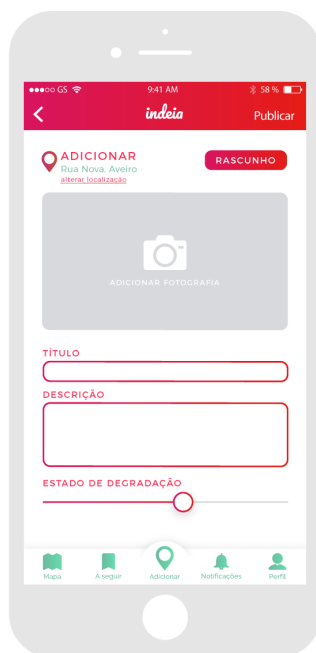 GS 9:41 AM 58 %
indeia Publicar
ADICIONAR
RASCUNHO
Rua Nova, Aveiro
alterar localização
ADICIONAR FOTOGRAFIA
TÍTULO
DESCRIÇÃO
ESTADO DE DEGRADAÇÃO
Mapa A seguir Adicionar Notificações Perfil